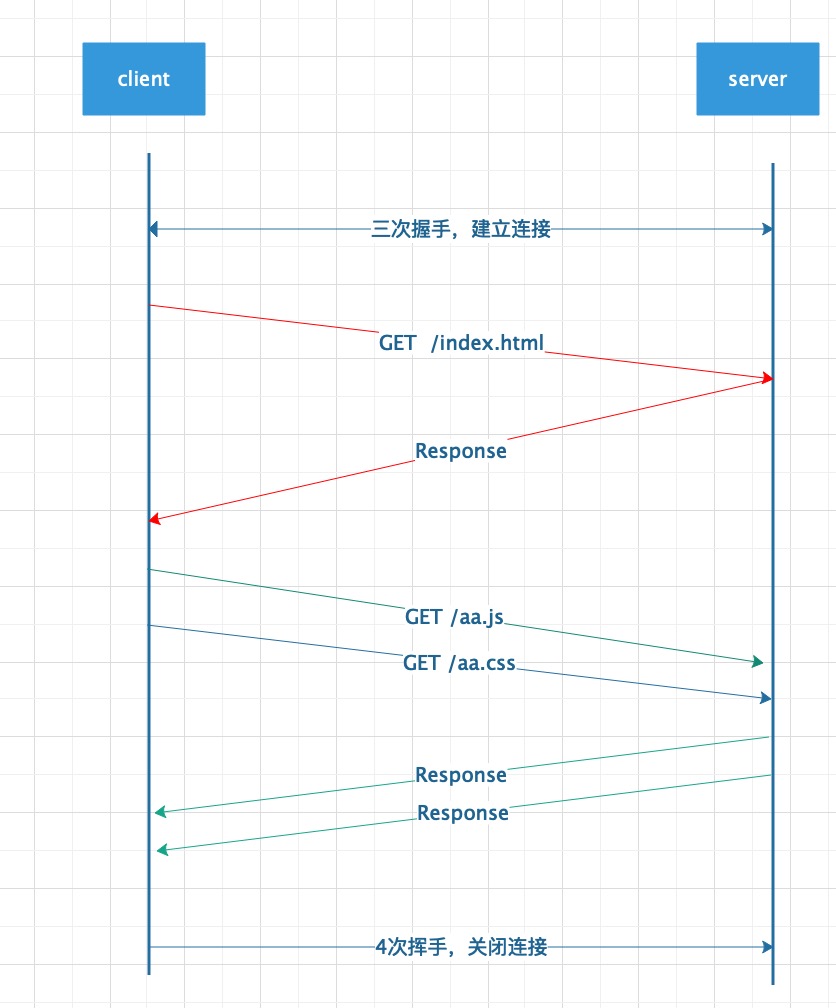 client
server
三次握手，建立连接
GET /index.html
Response
GET /aa.js
GET /aa.css
Response
Response
4次挥手，关闭连接